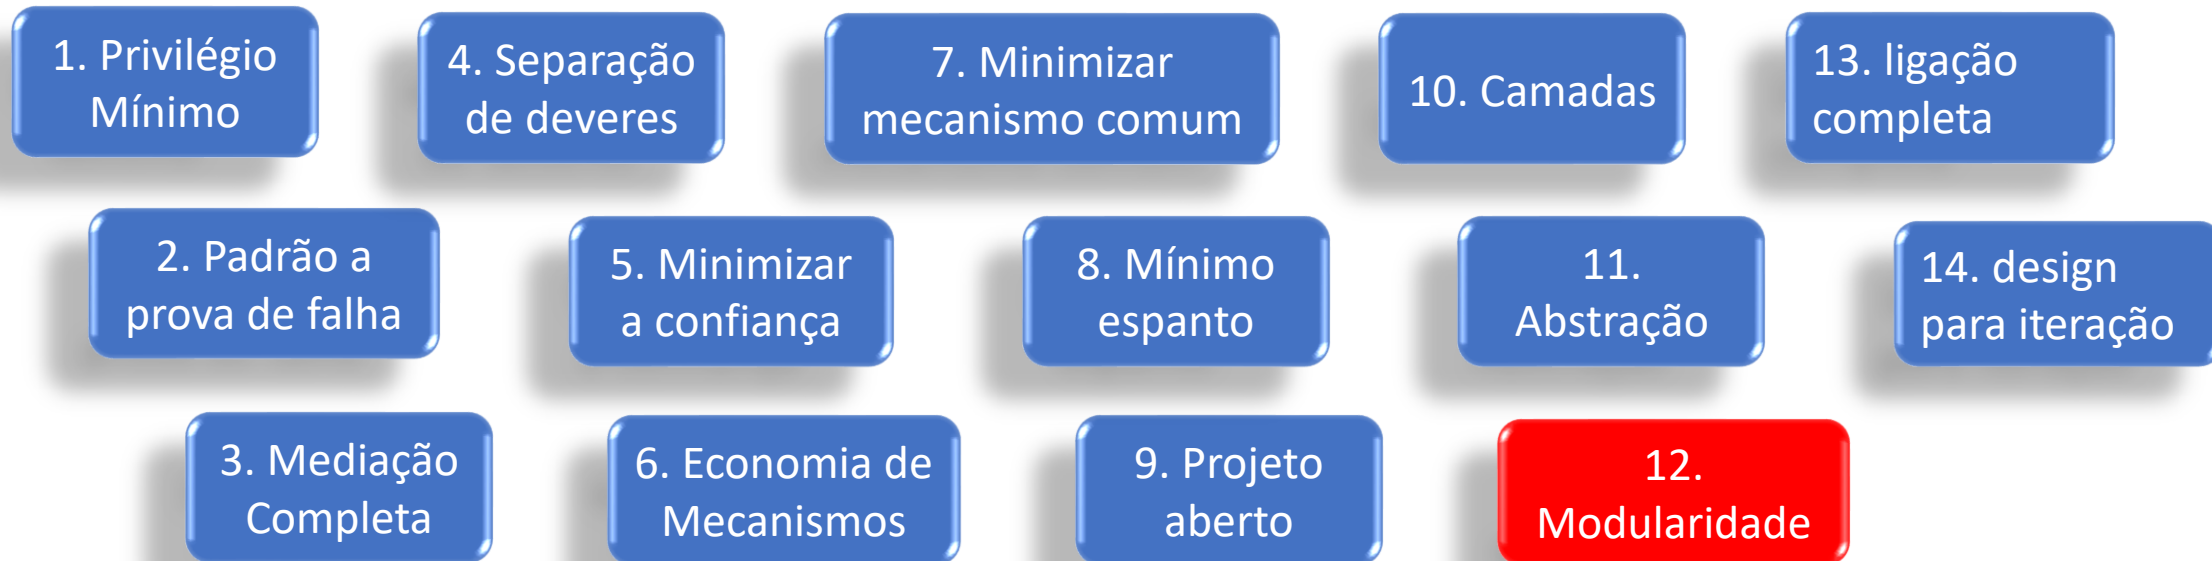 1. Privilégio
Mínimo
2. Padrão a
prova de falha
3. Mediação
Completa
4. Separação
de deveres
5. Minimizar
a confiança
6. Economia de
Mecanismos
7. Minimizar
mecanismo comum
8. Mínimo
espanto
9. Projeto
aberto
10. Camadas
11.
Abstração
12.
Modularidade
13. ligação
completa
14. design
para iteração